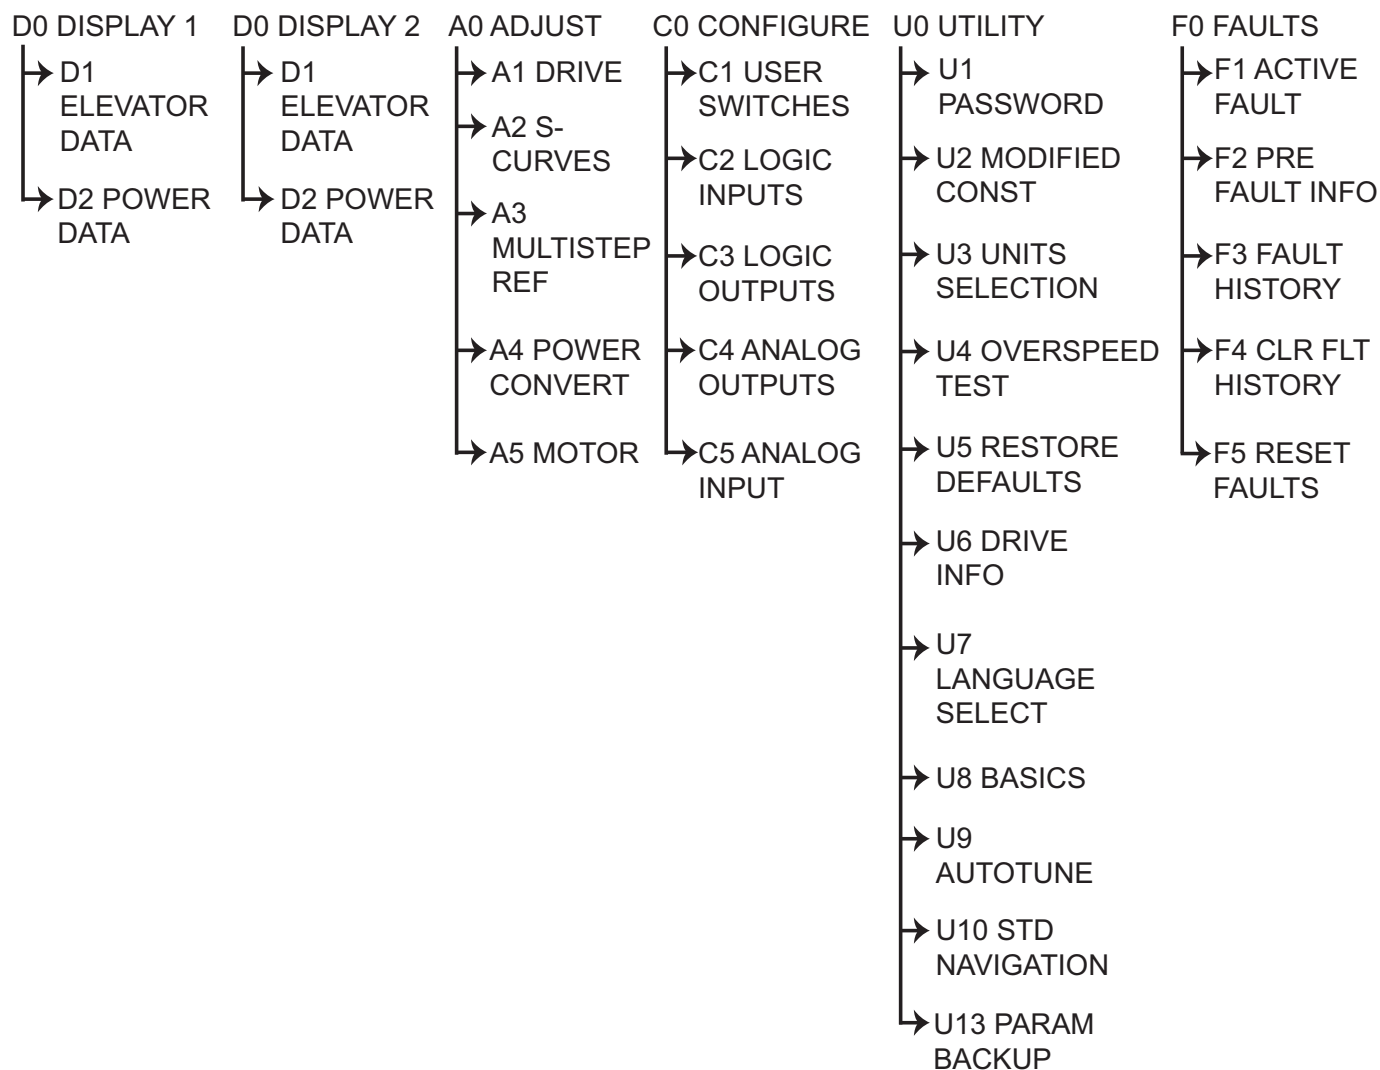 D0 DISPLAY 1
D1
ELEVATOR
DATA
D2 POWER
DATA
D0 DISPLAY 2
D1
ELEVATOR
DATA
D2 POWER
DATA
A0 ADJUST
A1 DRIVE
A2 S-
CURVES
A3
MULTISTEP
REF
A4 POWER
CONVERT
A5 MOTOR
C0 CONFIGURE
C1 USER
SWITCHES
C2 LOGIC
INPUTS
C3 LOGIC
OUTPUTS
C4 ANALOG
OUTPUTS
C5 ANALOG
INPUT
U0 UTILITY
U1
PASSWORD
U2 MODIFIED
CONST
U3 UNITS
SELECTION
U4 OVERSPEED
TEST
U5 RESTORE
DEFAULTS
U6 DRIVE
INFO
U7
LANGUAGE
SELECT
U8 BASICS
U9
AUTOTUNE
U10 STD
NAVIGATION
U13 PARAM
BACKUP
F0 FAULTS
F1 ACTIVE
FAULT
F2 PRE
FAULT INFO
F3 FAULT
HISTORY
F4 CLR FLT
HISTORY
F5 RESET
FAULTS